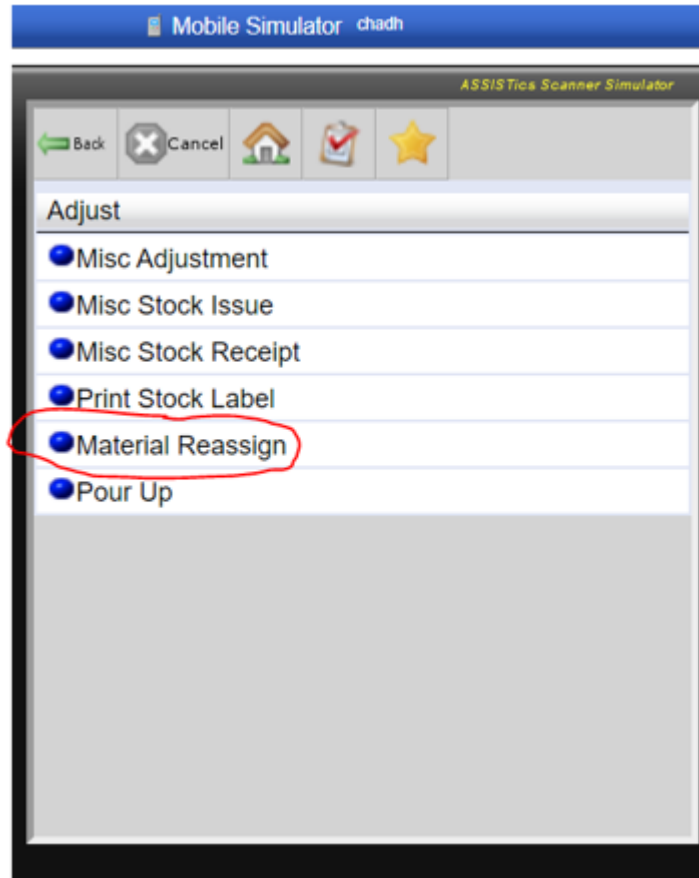 Mobile Simulator chadh
ASSISTics Scanner Simulator
Back Cancel
Adjust
Misc Adjustment
Misc Stock Issue
Misc Stock Receipt
Print Stock Label
Material Reassign
Pour Up